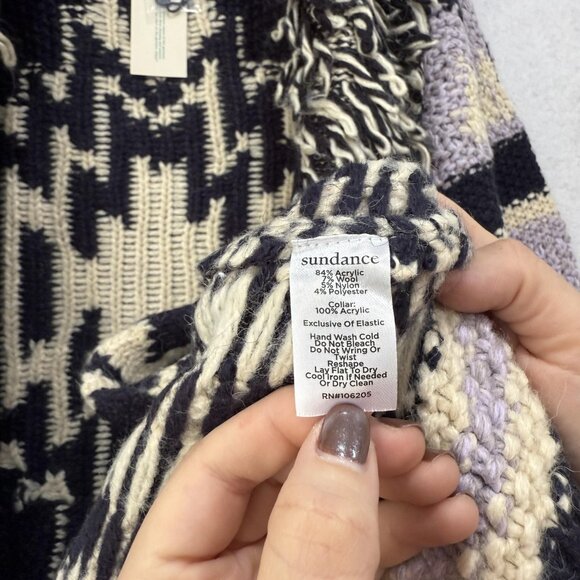 sundance
84% Acrylic
7% Wool
5% Nylon
4% Polyester
Collar:
100% Acrylic
Exclusive Of Elastic
Hand Wash Cold
Do Not Bleach
Do Not Wring Or
Twist
Reshape
Lay Flat To Dry
Cool Iron If Needed
Or Dry Clean
RN#106205